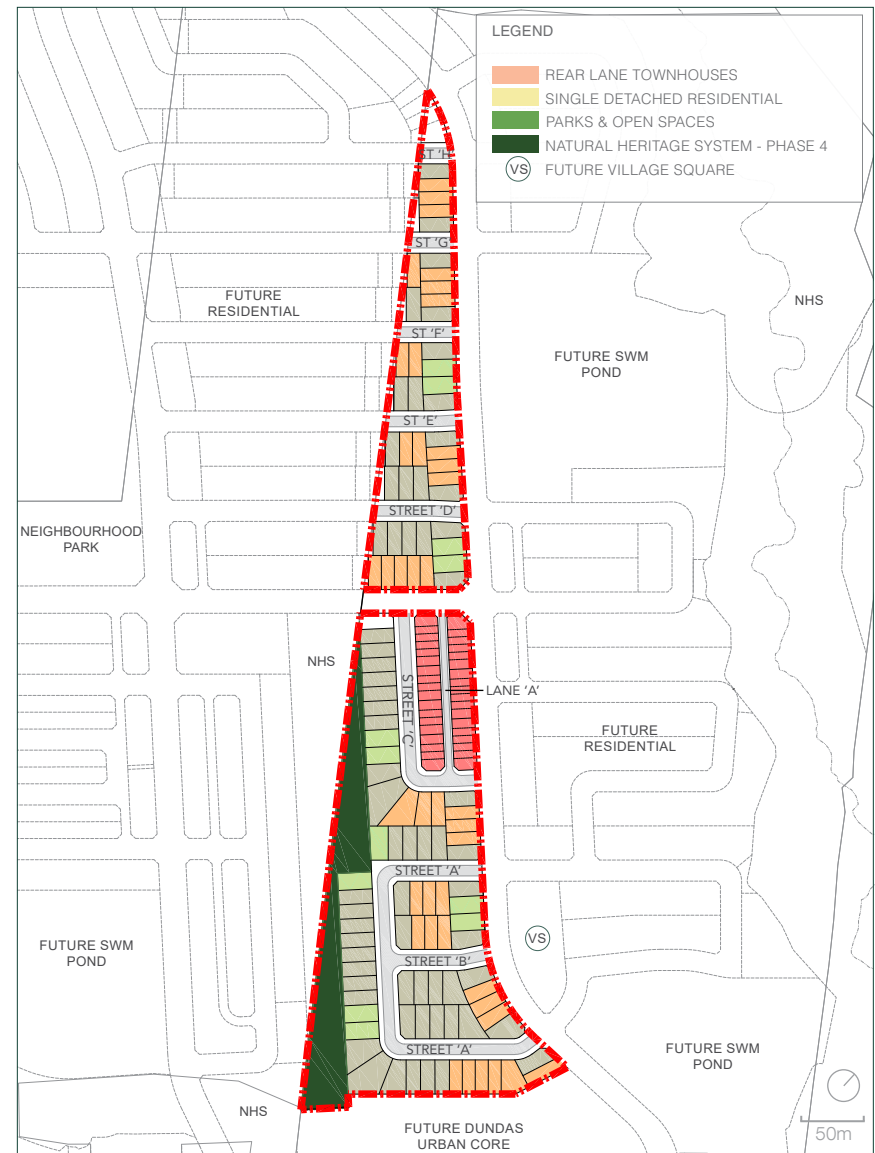 LEGEND
REAR LANE TOWNHOUSES
SINGLE DETACHED RESIDENTIAL
PARKS & OPEN SPACES
NATURAL HERITAGE SYSTEM - PHASE 4
VS FUTURE VILLAGE SQUARE
ST 'H'
ST 'G'
FUTURE
RESIDENTIAL
NHS
ST 'F'
FUTURE SWM
POND
ST 'E'
STREET 'D'
NEIGHBOURHOOD
PARK
NHS
STREET 'C'
LANE 'A'
FUTURE
RESIDENTIAL
STREET 'A'
VS
FUTURE SWM
POND
STREET 'B'
STREET 'A'
FUTURE SWM
POND
NHS
FUTURE DUNDAS
URBAN CORE
50m